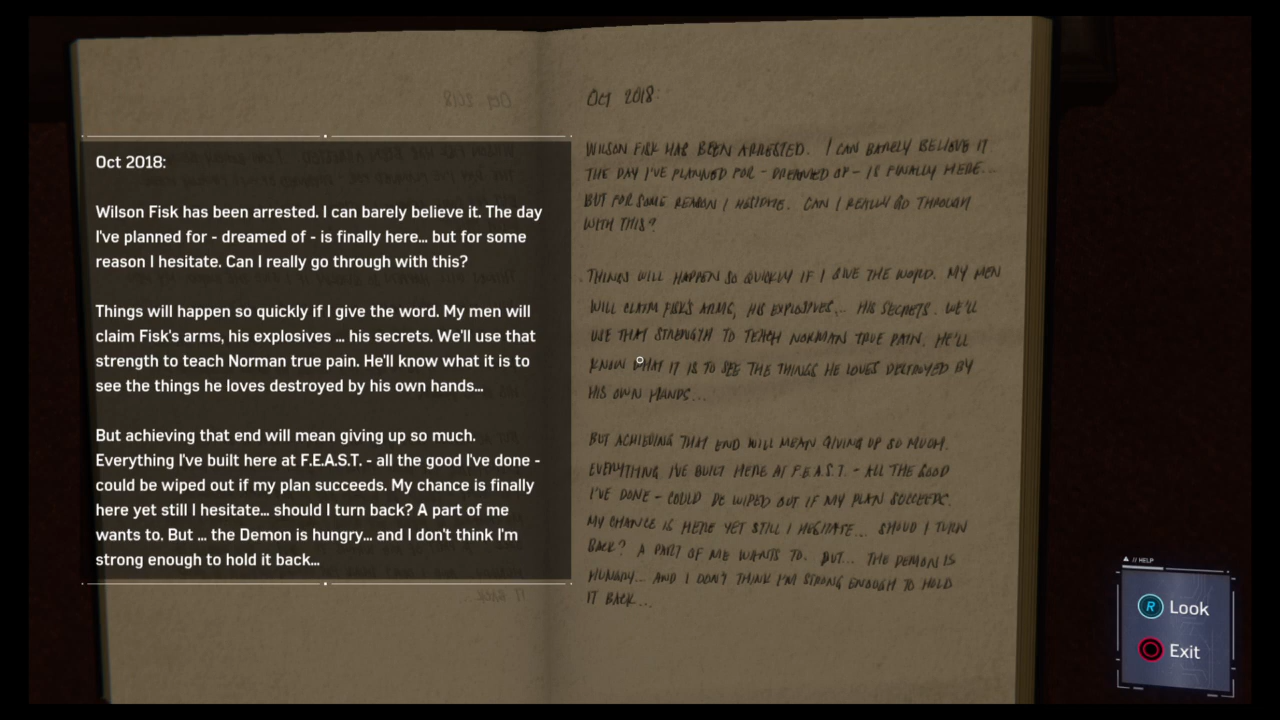 Oct 2018:
Wilson Fisk has been arrested. I can barely believe it. The day
I've planned for - dreamed of - is finally here... but for some
reason I hesitate. Can I really go through with this?
Things will happen so quickly if I give the word. My men will
claim Fisk's arms, his explosives ... his secrets. We'll use that
strength to teach Norman true pain. He'll know what it is to
see the things he loves destroyed by his own hands...
But achieving that end will mean giving up so much.
Everything I've built here at F.E.A.S.T. - all the good I've done -
could be wiped out if my plan succeeds. My chance is finally
here yet still I hesitate... should I turn back? A part of me
wants to. But ... the Demon is hungry... and I don't think I'm
strong enough to hold it back...
Oct 2018:
WILSON FISK HAS BEEN ARRESTED. I CAN BARELY BELIEVE IT
THE DAY I'VE PLANNED FOR - DREAMED OF - IS FINALLY HERE...
BUT FOR SOME REASON I HESITATE. CAN I REALLY GO THROUGH
WITH THIS?
THINGS WILL HAPPEN SO QUICKLY IF I GIVE THE WORD. MY MEN
WILL CLAIM FISK'S ARMS, HIS EXPLOSIVES... HIS SECRETS. WE'LL
USE THAT STRENGTH TO TEACH NORMAN TRUE PAIN. HE'LL
KNOW WHAT IT IS TO SEE THE THINGS HE LOVES DESTROYED BY
HIS OWN HANDS...
BUT ACHIEVING THAT END WILL MEAN GIVING UP SO MUCH.
EVERYTHING I'VE BUILT HERE AT F.E.A.S.T. - ALL THE GOOD
I'VE DONE - COULD BE WIPED OUT IF MY PLAN SUCCEEDS.
MY CHANCE IS HERE YET STILL I HESITATE... SHOULD I TURN
BACK? A PART OF ME WANTS TO. BUT... THE DEMON IS
HUNGRY... AND I DON'T THINK I'M STRONG ENOUGH TO HOLD
IT BACK...
// HELP
R Look
Exit